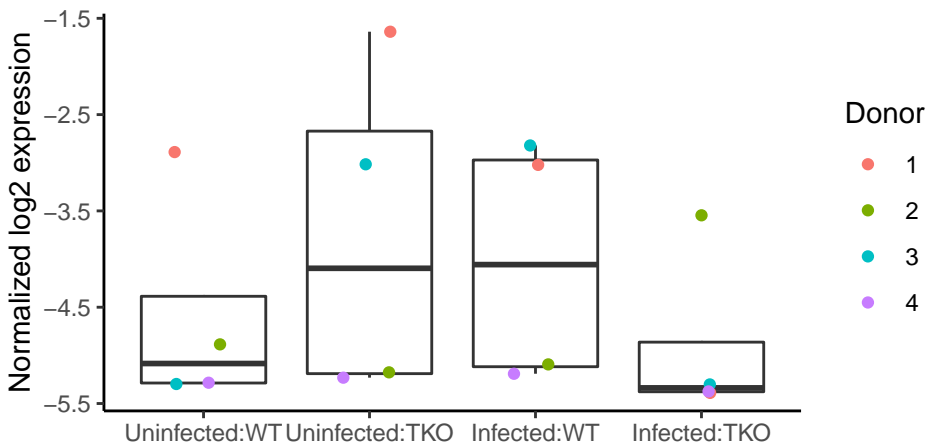 Normalized log2 expression
−1.5
−2.5
−3.5
−4.5
−5.5
Uninfected:WT
Uninfected:TKO
Infected:WT
Infected:TKO
Donor
1
2
3
4